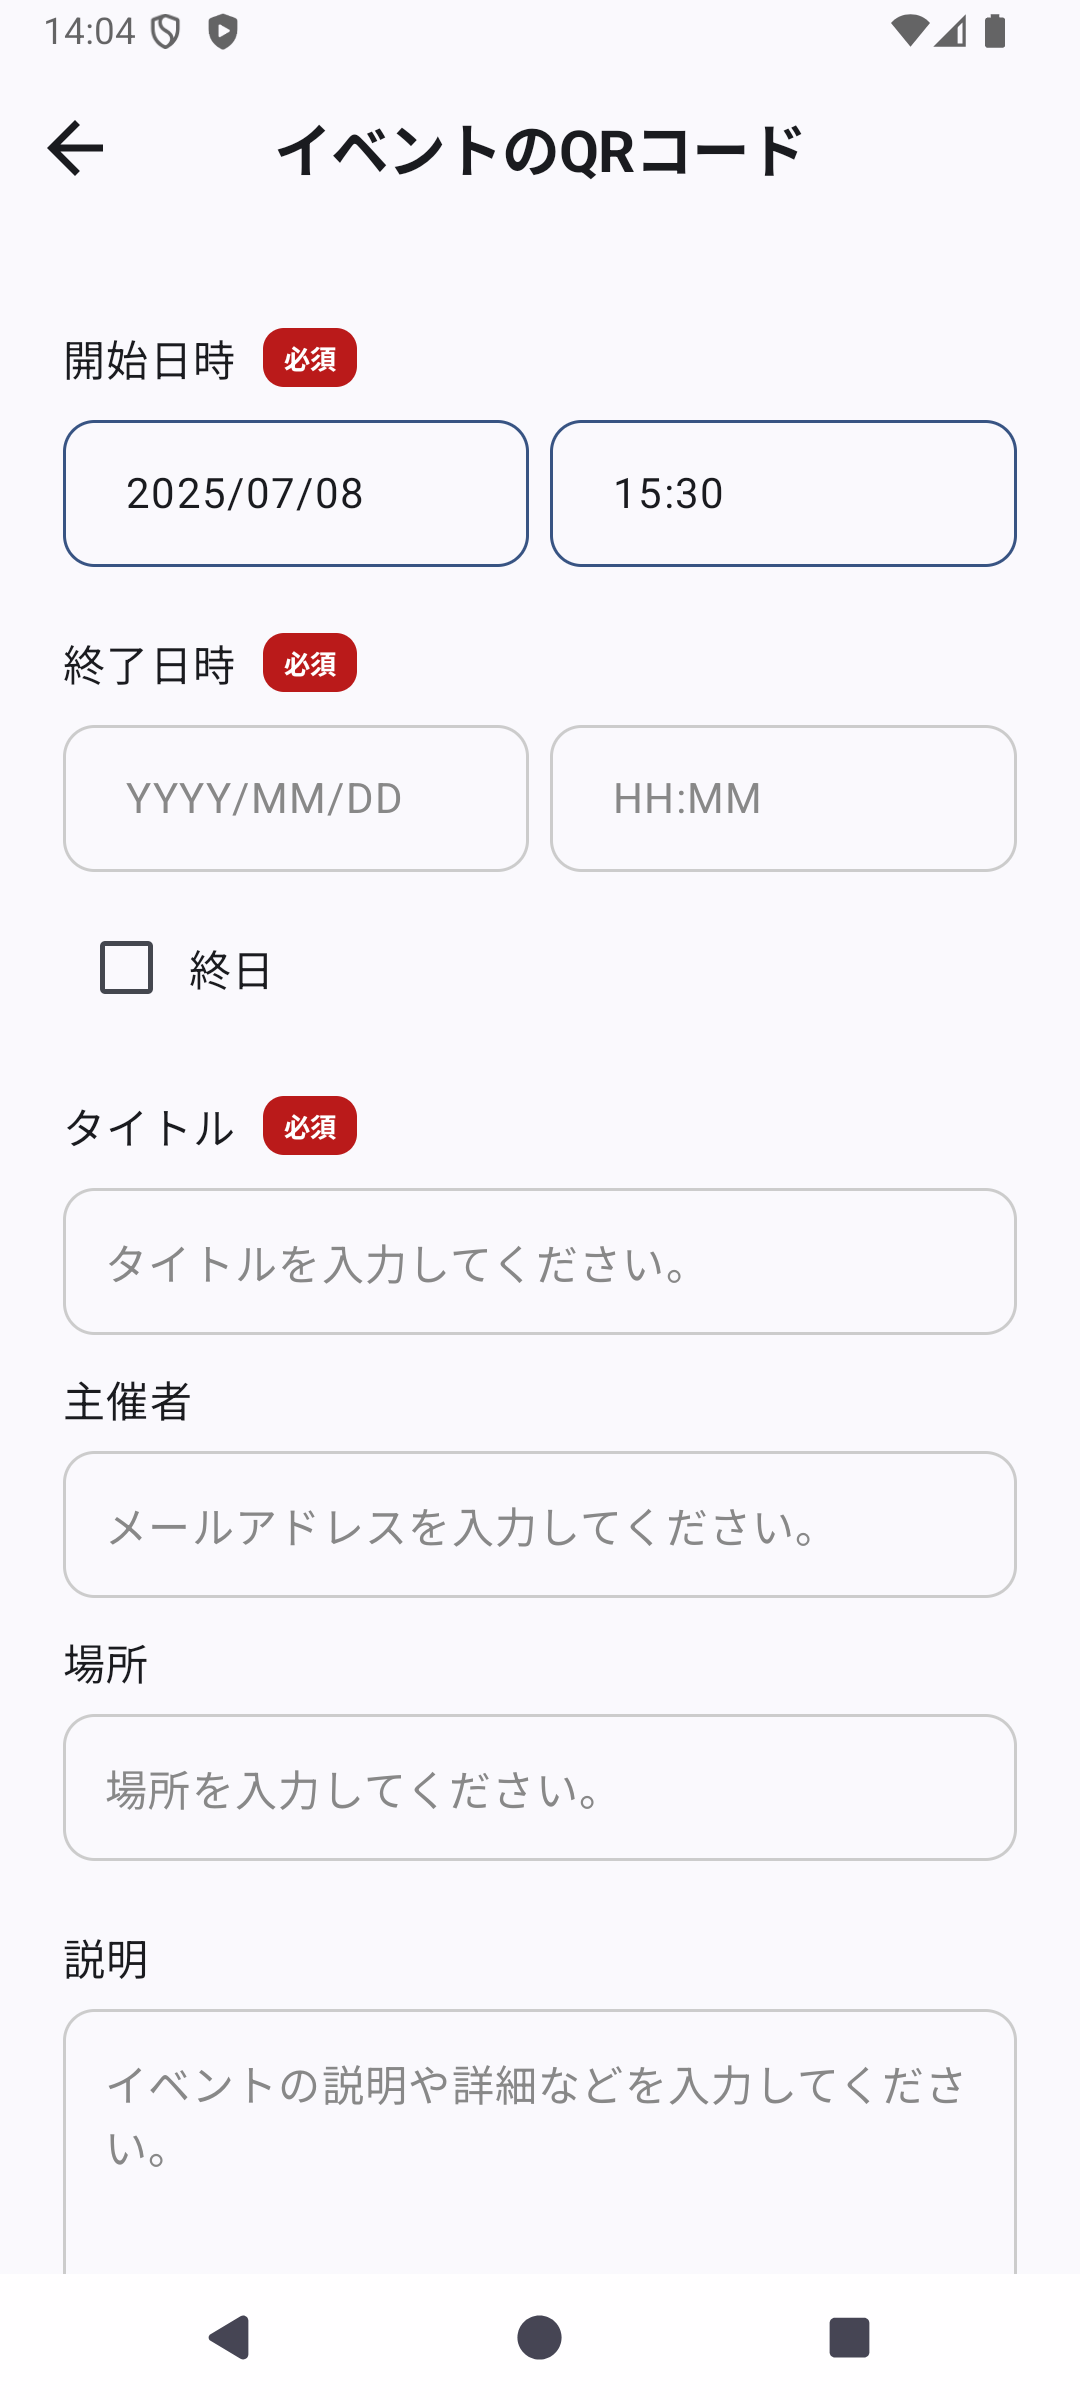 14:04
イベントのQRコード
開始日時 必須
2025/07/08 15:30
終了日時 必須
YYYY/MM/DD HH:MM
終日
タイトル 必須
タイトルを入力してください。
主催者
メールアドレスを入力してください。
場所
場所を入力してください。
説明
イベントの説明や詳細などを入力してくださ
い。